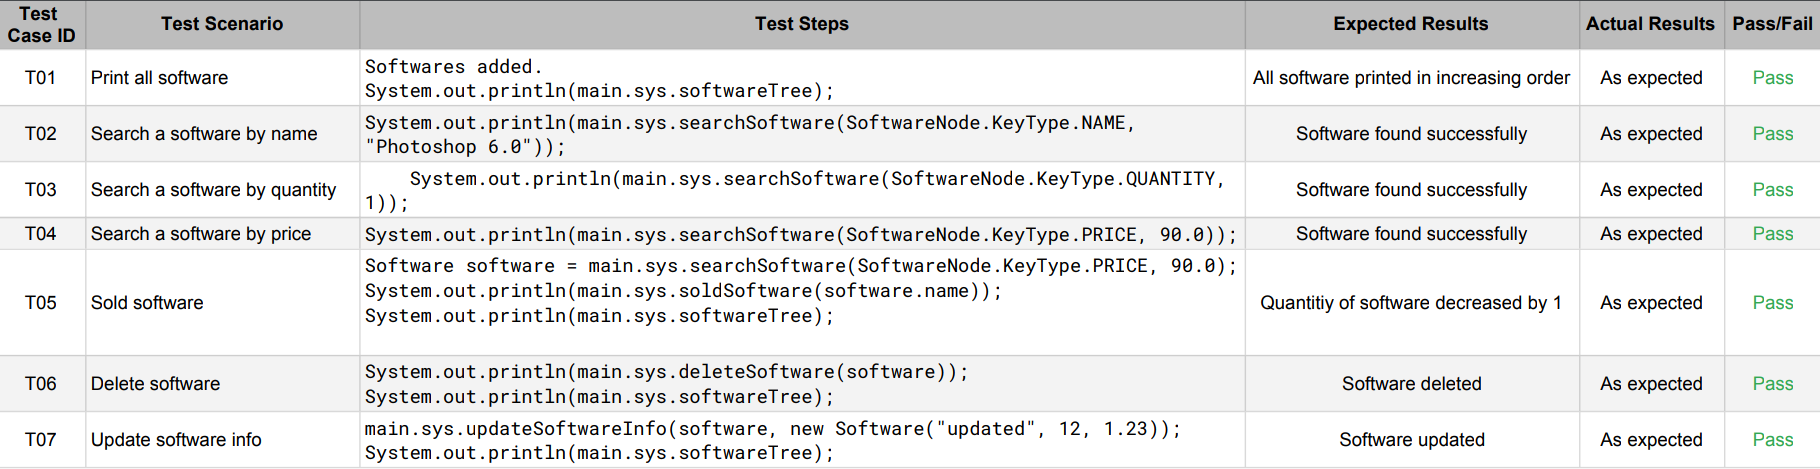 Test Case ID Test Scenario Test Steps Expected Results Actual Results Pass/Fail
T01 Print all software Softwares added.
System.out.println(main.sys.softwareTree); All software printed in increasing order As expected Pass
T02 Search a software by name System.out.println(main.sys.searchSoftware(SoftwareNode.KeyType.NAME,
"Photoshop 6.0")); Software found successfully As expected Pass
T03 Search a software by quantity System.out.println(main.sys.searchSoftware(SoftwareNode.KeyType.QUANTITY,
1)); Software found successfully As expected Pass
T04 Search a software by price System.out.println(main.sys.searchSoftware(SoftwareNode.KeyType.PRICE, 90.0)); Software found successfully As expected Pass
T05 Sold software Software software = main.sys.searchSoftware(SoftwareNode.KeyType.PRICE, 90.0);
System.out.println(main.sys.soldSoftware(software.name));
System.out.println(main.sys.softwareTree); Quantitiy of software decreased by 1 As expected Pass
T06 Delete software System.out.println(main.sys.deleteSoftware(software));
System.out.println(main.sys.softwareTree); Software deleted As expected Pass
T07 Update software info main.sys.updateSoftwareInfo(software, new Software("updated", 12, 1.23));
System.out.println(main.sys.softwareTree); Software updated As expected Pass